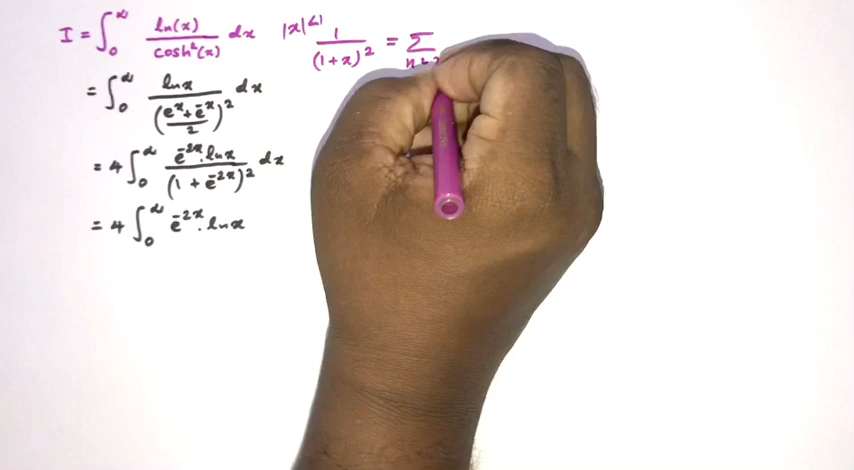 I = ∫₀^∞ ln(x)/cosh²(x) dx |x|<1 1/(1+x)² = Σ
= ∫₀^∞ lnx/((eˣ+e⁻ˣ)/2)² dx
= 4 ∫₀^∞ e⁻²ˣ.lnx/(1 + e⁻²ˣ)² dx
= 4 ∫₀^∞ e⁻²ˣ.lnx